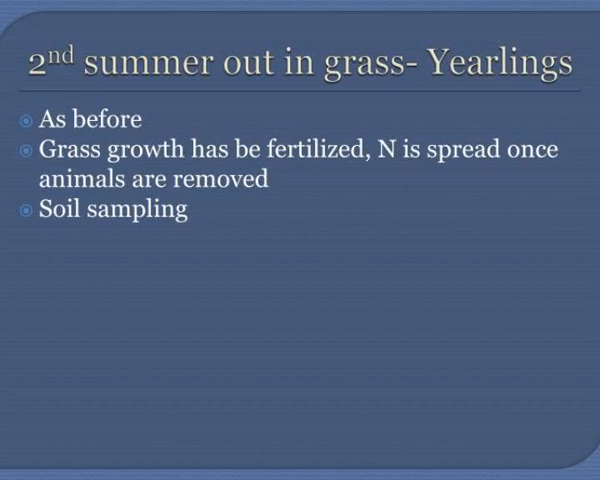 2nd summer out in grass- Yearlings
As before
Grass growth has be fertilized, N is spread once
animals are removed
Soil sampling